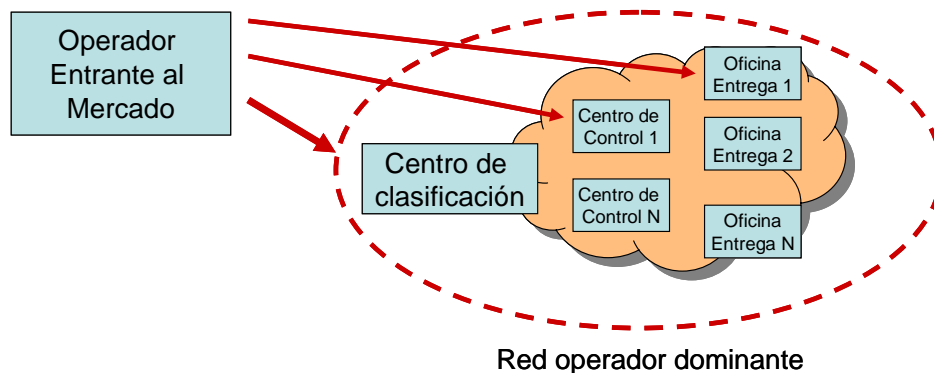 Operador
Entrante al
Mercado
Oficina
Entrega 1
Centro de
Control 1
Oficina
Entrega 2
Centro de
clasificación
Centro de
Control N
Oficina
Entrega N
Red operador dominante